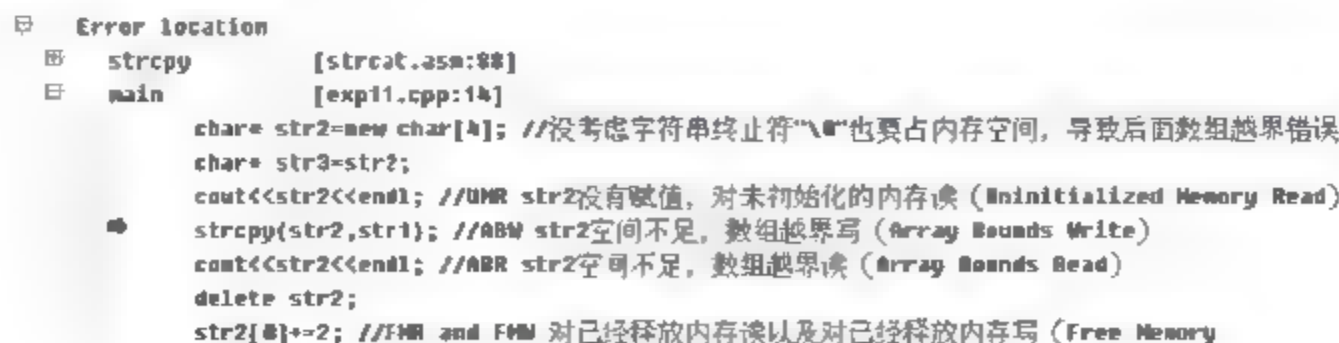 Error location
strcpy [strcat.asm:88]
main [exp11.cpp:14]
char* str2=new char[4]; //没考虑字符串终止符"\0"也要占内存空间，导致后面数组越界错误
char* str3=str2;
cout<<str2<<endl; //UMR str2没有赋值，对未初始化的内存读 (Uninitialized Memory Read)
strcpy(str2,str1); //ABW str2空间不足，数组越界写 (Array Bounds Write)
cout<<str2<<endl; //ABR str2空间不足，数组越界读 (Array Bounds Read)
delete str2;
str2[0]+=2; //FMR and FMW 对已经释放内存读以及对已经释放内存写 (Free Memory